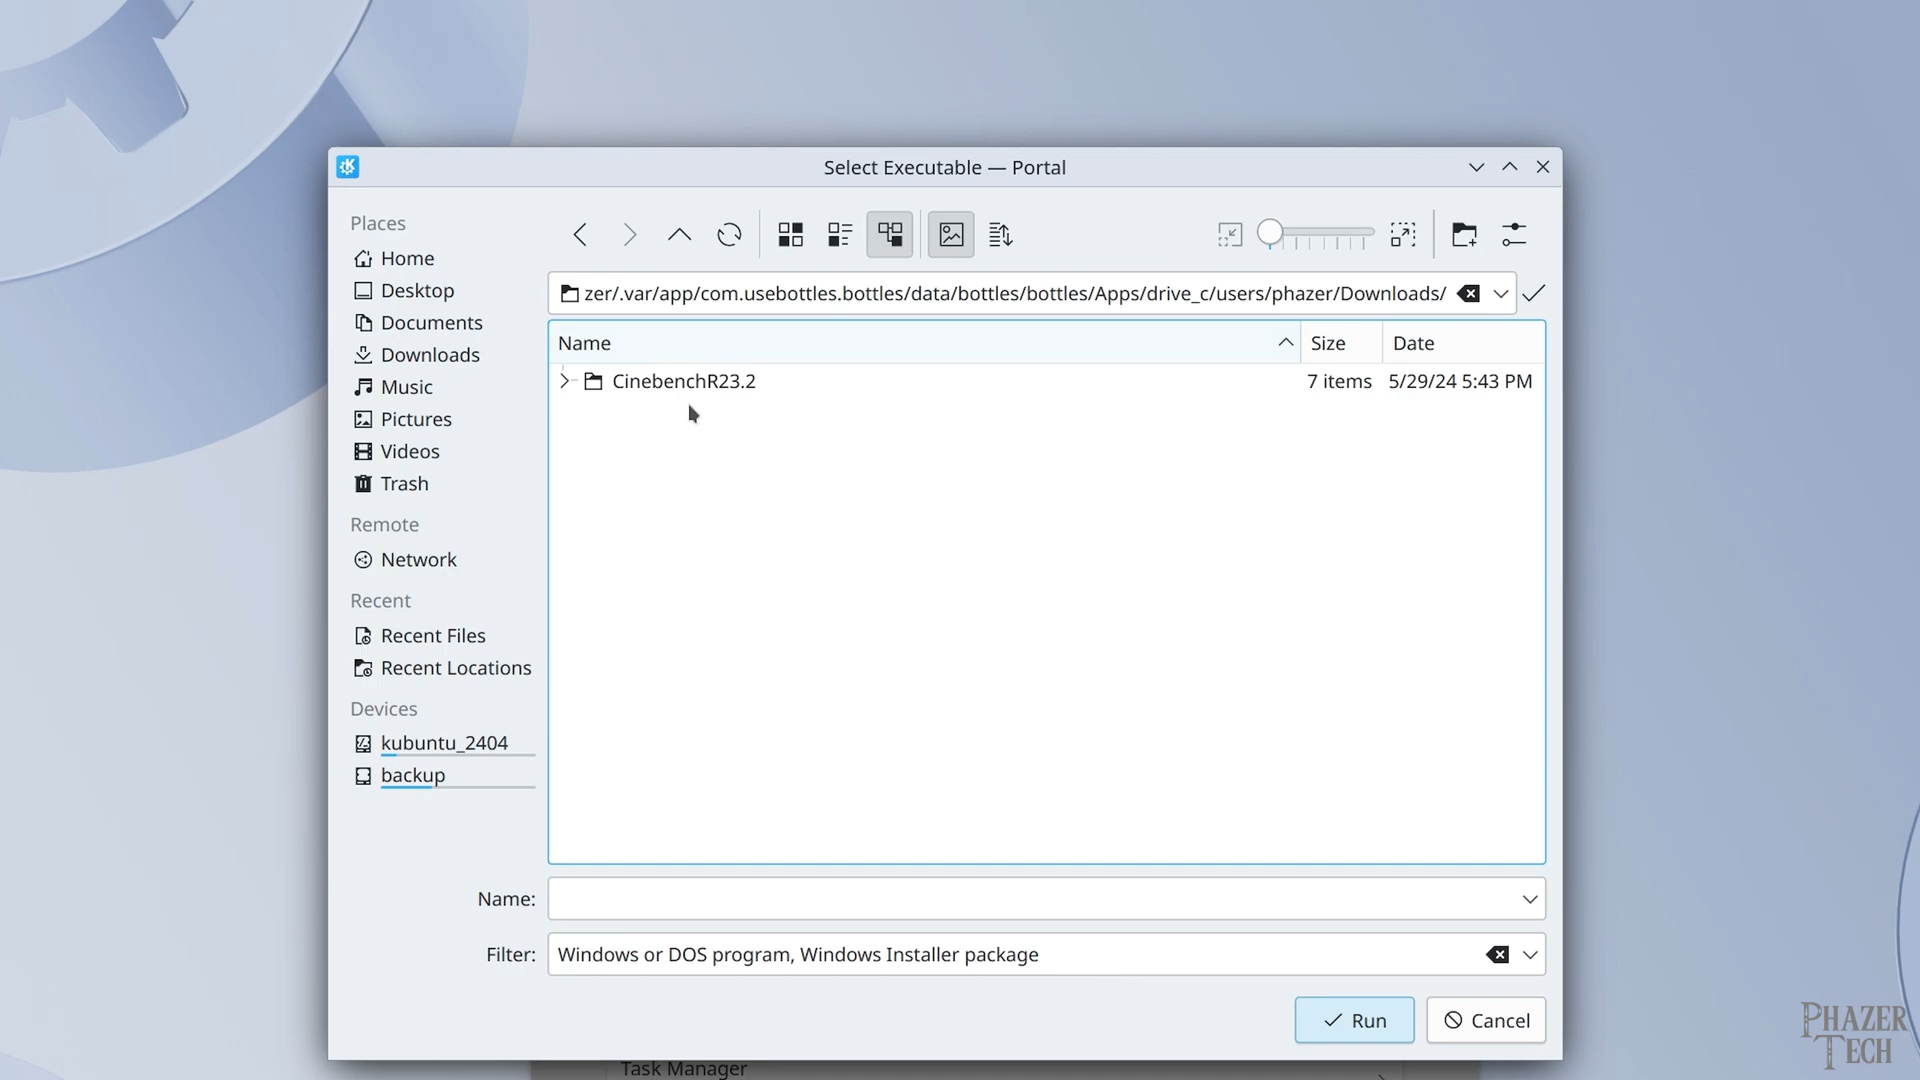 Select Executable — Portal
Places
Home
Desktop
Documents
Downloads
Music
Pictures
Videos
Trash
Remote
Network
Recent
Recent Files
Recent Locations
Devices
kubuntu_2404
backup
zer/.var/app/com.usebottles.bottles/data/bottles/bottles/Apps/drive_c/users/phazer/Downloads/
Name Size Date
CinebenchR23.2 7 items 5/29/24 5:43 PM
Name:
Filter: Windows or DOS program, Windows Installer package
Run Cancel
Task Manager
PHAZER
TECH